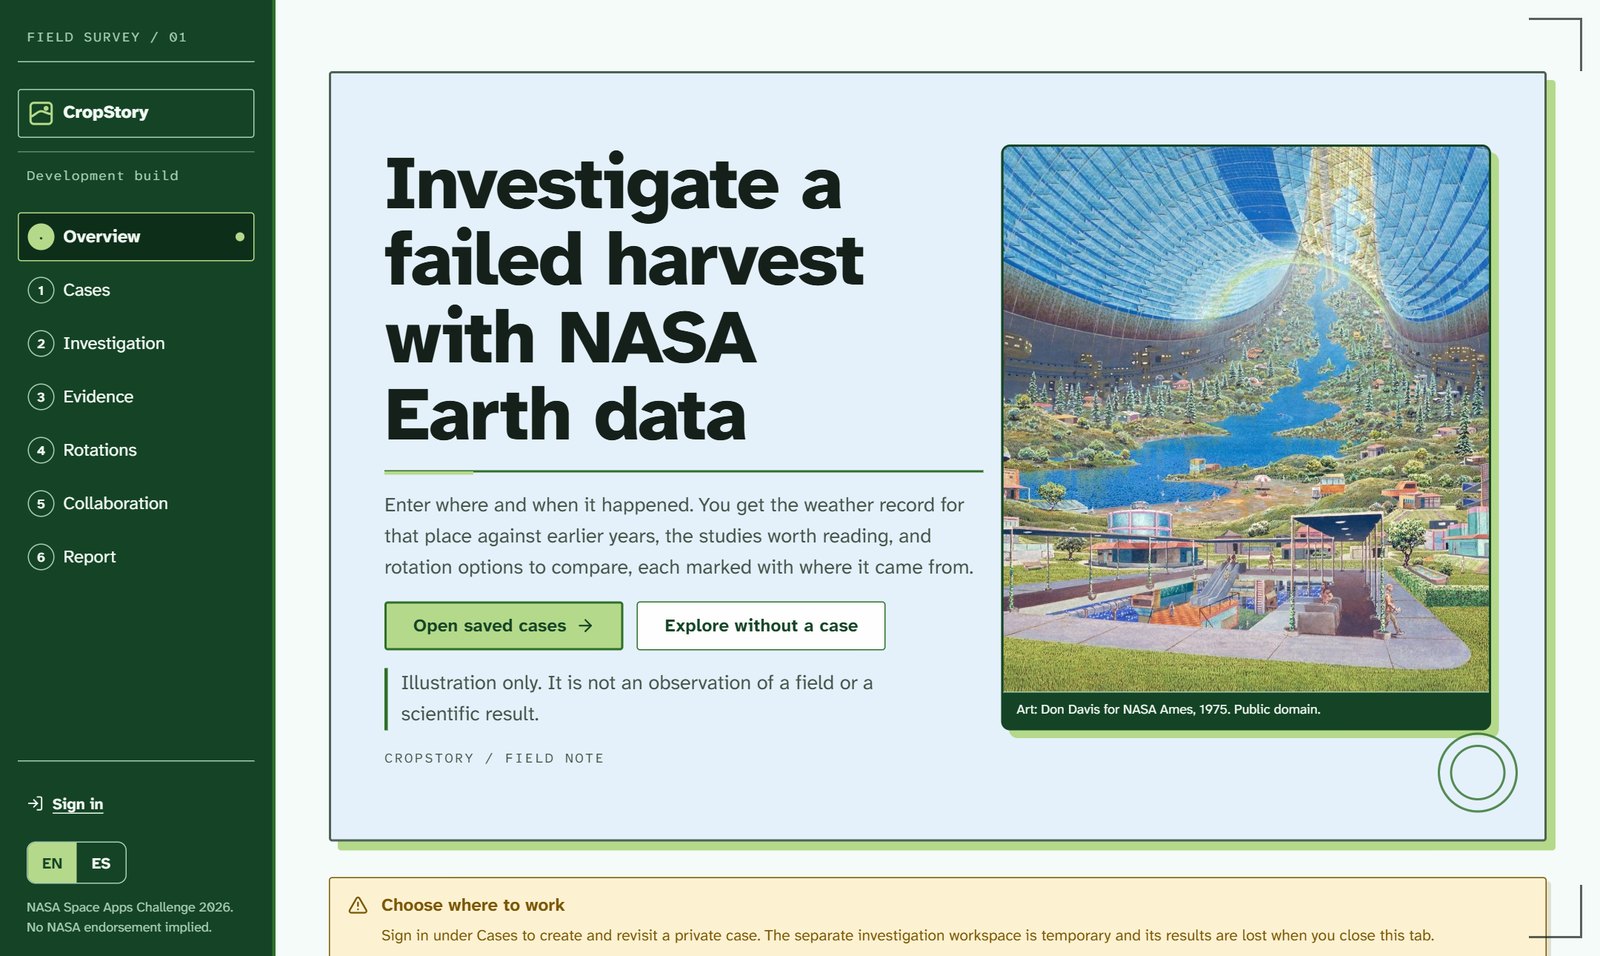 FIELD SURVEY / 01
CropStory
Development build
Overview
1 Cases
2 Investigation
3 Evidence
4 Rotations
5 Collaboration
6 Report
Sign in
EN ES
NASA Space Apps Challenge 2026.
No NASA endorsement implied.
Investigate a
failed harvest
with NASA
Earth data
Enter where and when it happened. You get the weather record for
that place against earlier years, the studies worth reading, and
rotation options to compare, each marked with where it came from.
Open saved cases →
Explore without a case
Illustration only. It is not an observation of a field or a
scientific result.
CROPSTORY / FIELD NOTE
Art: Don Davis for NASA Ames, 1975. Public domain.
Choose where to work
Sign in under Cases to create and revisit a private case. The separate investigation workspace is temporary and its results are lost when you close this tab.